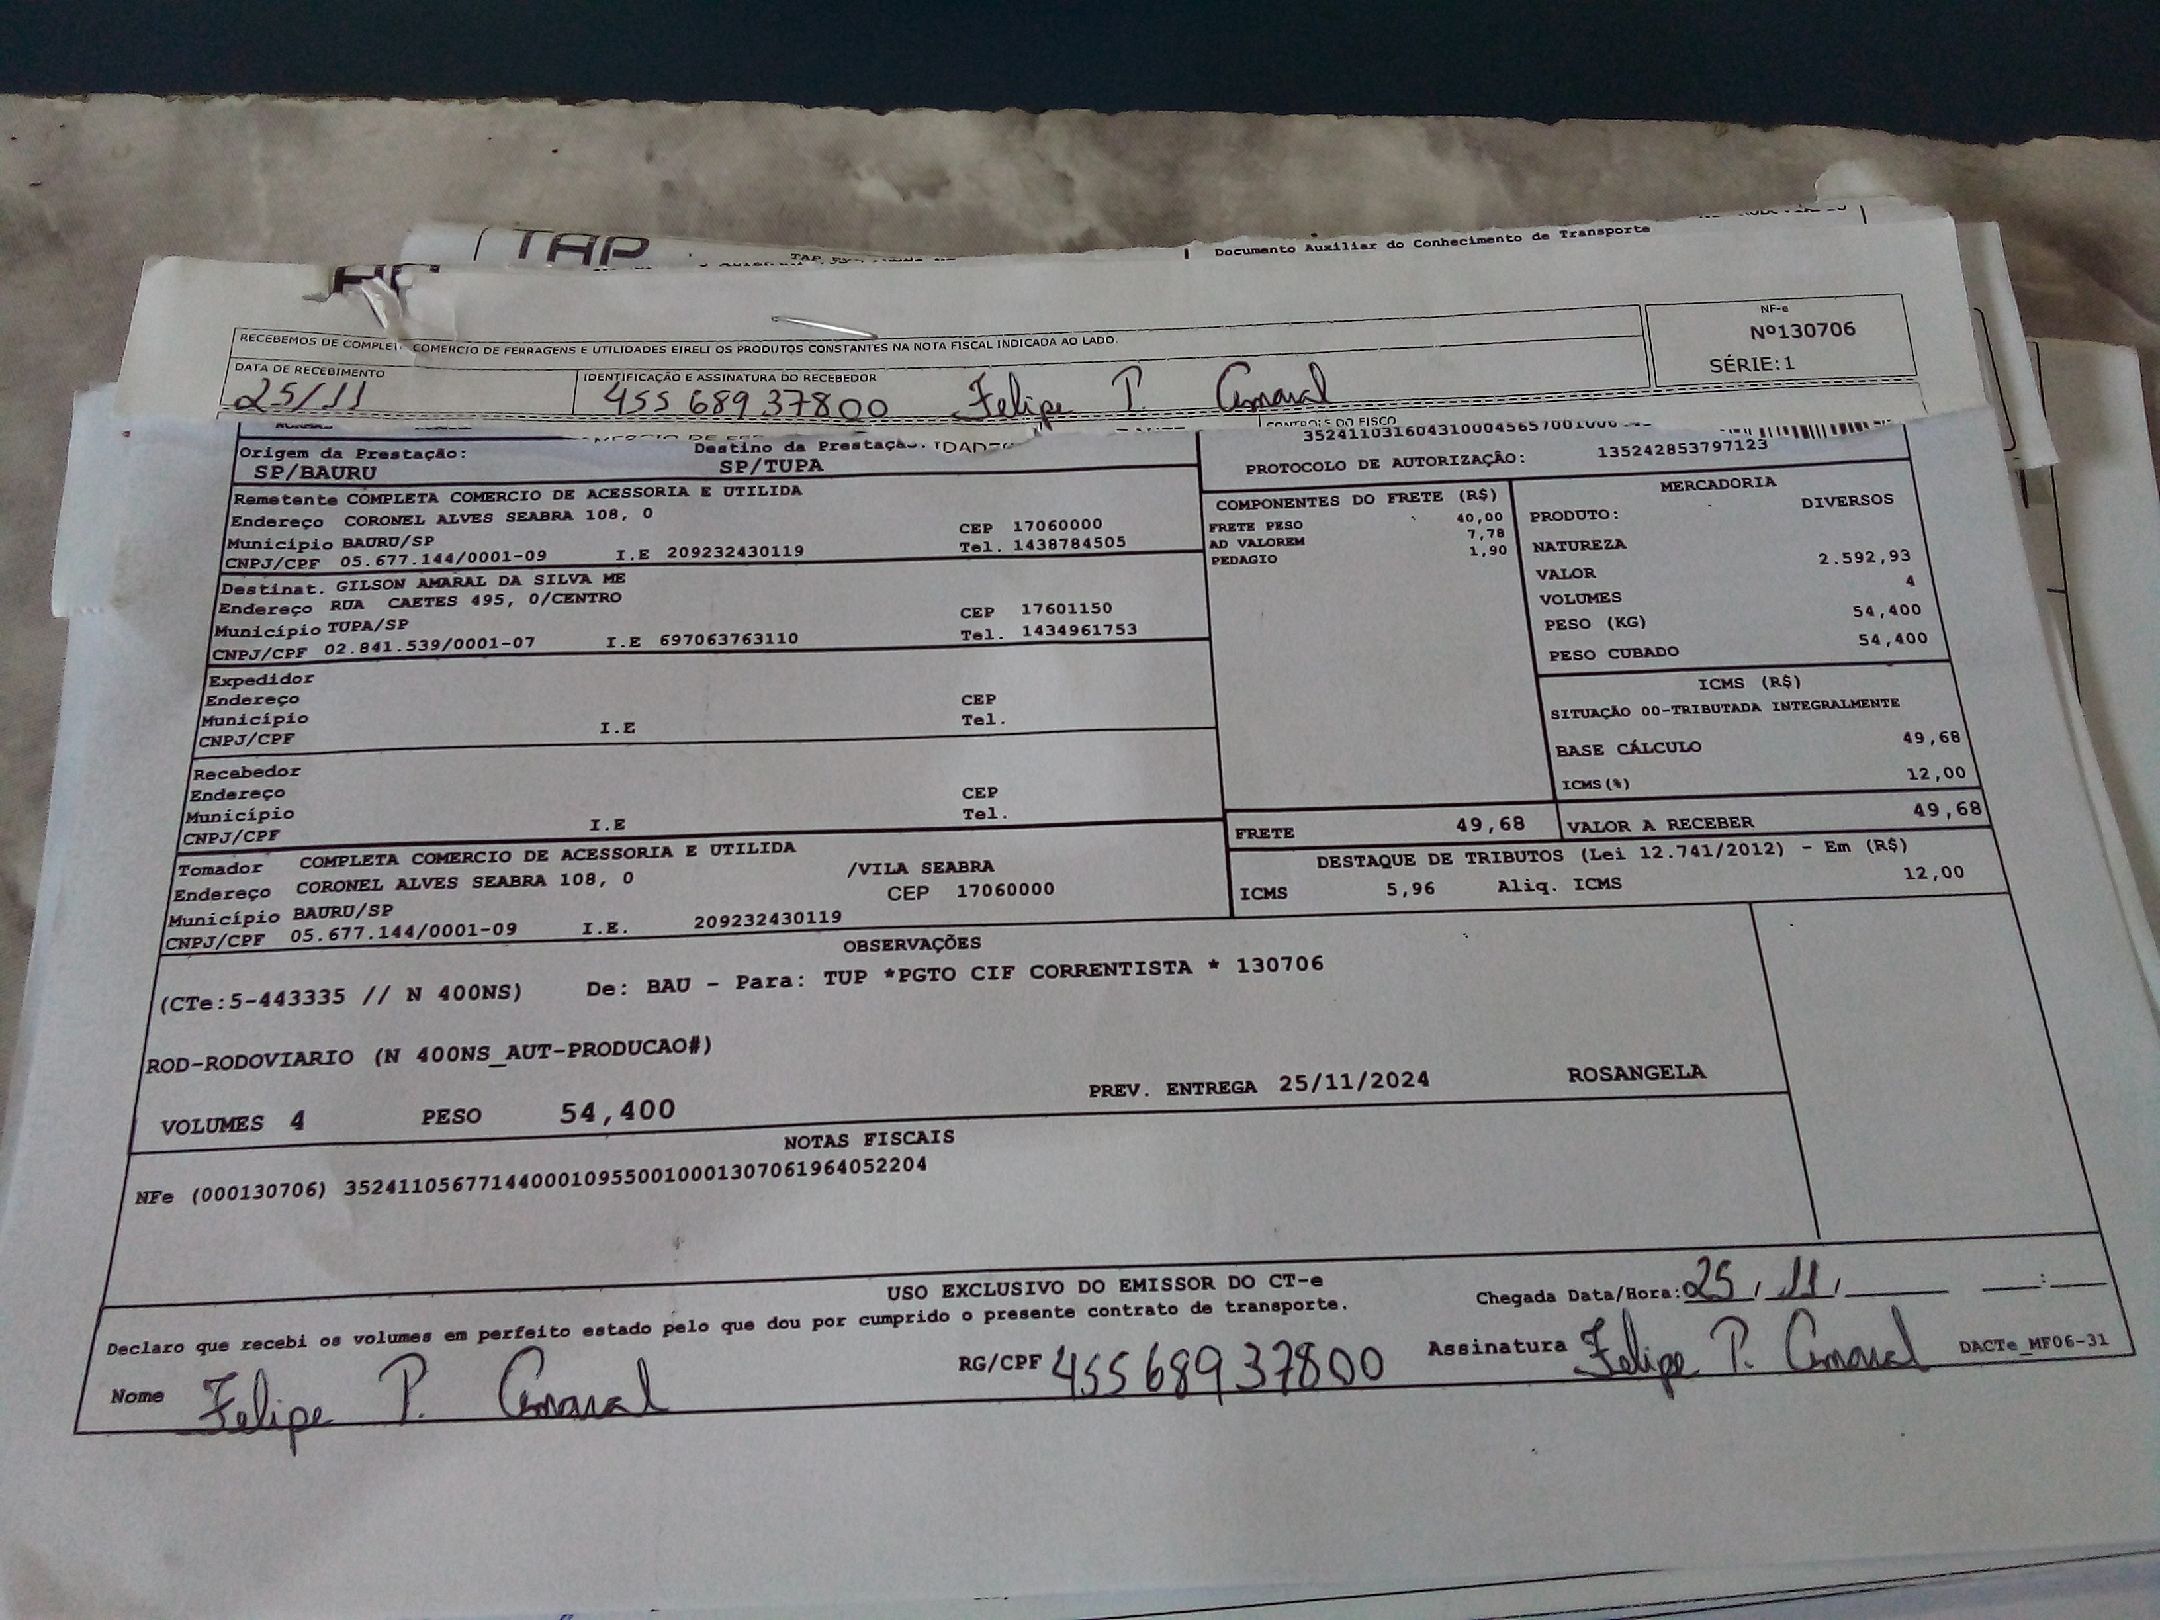 TAP
Documento Auxiliar do Conhecimento de Transporte
RECEBEMOS DE COMPLET COMERCIO DE FERRAGENS E UTILIDADES EIRELI OS PRODUTOS CONSTANTES NA NOTA FISCAL INDICADA AO LADO.
NF-e
Nº130706
SÉRIE:1
DATA DE RECEBIMENTO
25/11
IDENTIFICAÇÃO E ASSINATURA DO RECEBEDOR
45568937800 Felipe P. Amaral
CONTROLE DO FISCO
Origem da Prestação: Destino da Prestação:
SP/BAURU SP/TUPA
PROTOCOLO DE AUTORIZAÇÃO: 135242853797123
Remetente COMPLETA COMERCIO DE ACESSORIA E UTILIDA
Endereço CORONEL ALVES SEABRA 108, 0 CEP 17060000
Município BAURU/SP Tel. 1438784505
CNPJ/CPF 05.677.144/0001-09 I.E 209232430119
Destinat. GILSON AMARAL DA SILVA ME
Endereço RUA CAETES 495, 0/CENTRO CEP 17601150
Município TUPA/SP Tel. 1434961753
CNPJ/CPF 02.841.539/0001-07 I.E 697063763110
Expedidor
Endereço CEP
Município Tel.
CNPJ/CPF I.E
Recebedor
Endereço CEP
Município Tel.
CNPJ/CPF I.E
Tomador COMPLETA COMERCIO DE ACESSORIA E UTILIDA
Endereço CORONEL ALVES SEABRA 108, 0 /VILA SEABRA
Município BAURU/SP CEP 17060000
CNPJ/CPF 05.677.144/0001-09 I.E. 209232430119
COMPONENTES DO FRETE (R$)
FRETE PESO 40,00
AD VALOREM 7,78
PEDAGIO 1,90
MERCADORIA
PRODUTO: DIVERSOS
NATUREZA
VALOR 2.592,93
VOLUMES 4
PESO (KG) 54,400
PESO CUBADO 54,400
ICMS (R$)
SITUAÇÃO 00-TRIBUTADA INTEGRALMENTE
BASE CÁLCULO 49,68
ICMS(%) 12,00
FRETE 49,68 VALOR A RECEBER 49,68
DESTAQUE DE TRIBUTOS (Lei 12.741/2012) - Em (R$)
ICMS 5,96 Aliq. ICMS 12,00
OBSERVAÇÕES
(CTe:5-443335 // N 400NS) De: BAU - Para: TUP *PGTO CIF CORRENTISTA * 130706
ROD-RODOVIARIO (N 400NS_AUT-PRODUCAO#)
PREV. ENTREGA 25/11/2024 ROSANGELA
VOLUMES 4 PESO 54,400
NOTAS FISCAIS
NFe (000130706) 35241105677144000109550010001307061964052204
USO EXCLUSIVO DO EMISSOR DO CT-e
Declaro que recebi os volumes em perfeito estado pelo que dou por cumprido o presente contrato de transporte.
Chegada Data/Hora: 25/11/ :
Nome Felipe P. Amaral RG/CPF 45568937800 Assinatura Felipe P. Amaral DACTe_MF06-31